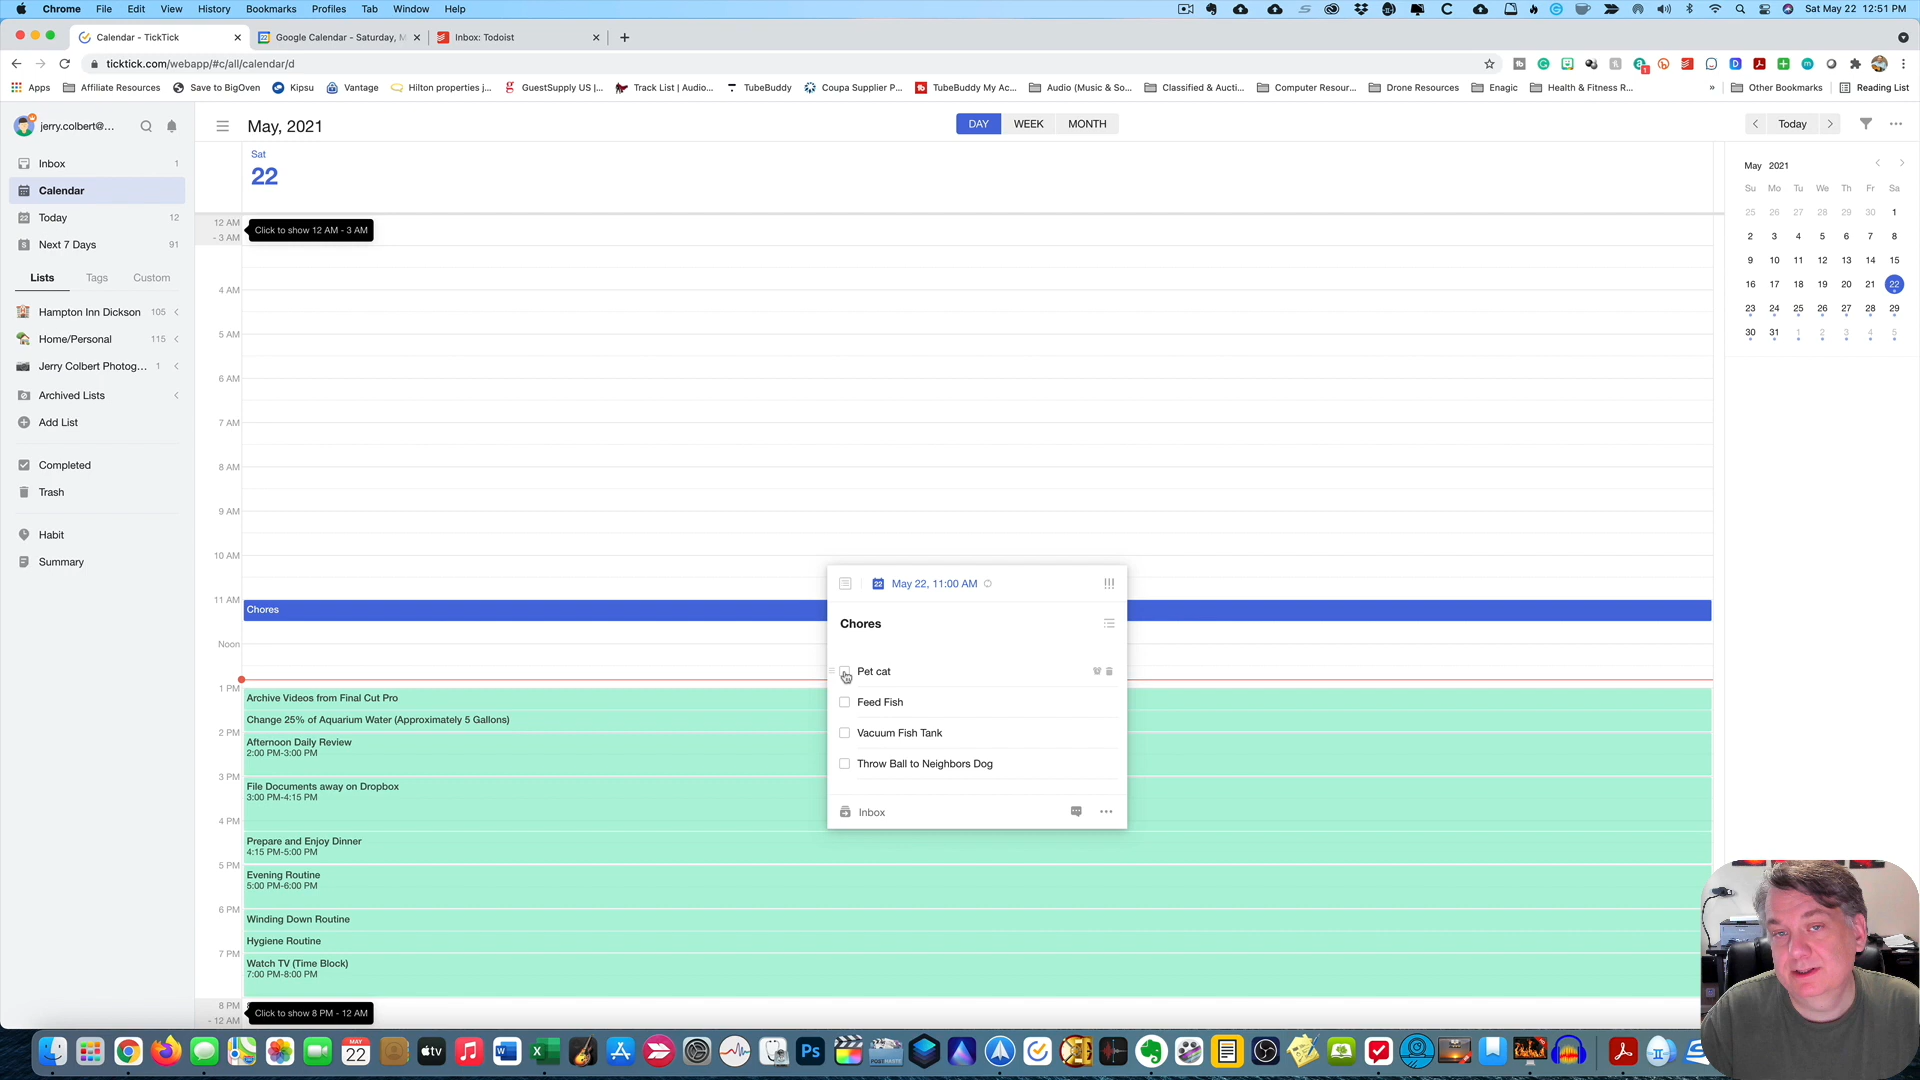 Chrome File Edit View History Bookmarks Profiles Tab Window Help Sat May 22 12:51 PM
Calendar - TickTick Google Calendar - Saturday, M Inbox: Todoist
ticktick.com/webapp/#c/all/calendar/d
Apps Affiliate Resources Save to BigOven Kipsu Vantage Hilton properties j... GuestSupply US |... Track List | Audio... TubeBuddy Coupa Supplier P... TubeBuddy My Ac... Audio (Music & So... Classified & Aucti... Computer Resour... Drone Resources Enagic Health & Fitness R... » Other Bookmarks Reading List
jerry.colbert@...
May, 2021
DAY WEEK MONTH
Today
Inbox 1
Calendar
Today 12
Next 7 Days 91
Lists Tags Custom
Hampton Inn Dickson 105
Home/Personal 115
Jerry Colbert Photog... 1
Archived Lists
Add List
Completed
Trash
Habit
Summary
Sat
22
12 AM
- 3 AM
Click to show 12 AM - 3 AM
4 AM
5 AM
6 AM
7 AM
8 AM
9 AM
10 AM
11 AM
Chores
Noon
1 PM
Archive Videos from Final Cut Pro
Change 25% of Aquarium Water (Approximately 5 Gallons)
2 PM
Afternoon Daily Review
2:00 PM-3:00 PM
3 PM
File Documents away on Dropbox
3:00 PM-4:15 PM
4 PM
Prepare and Enjoy Dinner
4:15 PM-5:00 PM
5 PM
Evening Routine
5:00 PM-6:00 PM
6 PM
Winding Down Routine
Hygiene Routine
7 PM
Watch TV (Time Block)
7:00 PM-8:00 PM
8 PM
- 12 AM
Click to show 8 PM - 12 AM
22 May 22, 11:00 AM
Chores
Pet cat
Feed Fish
Vacuum Fish Tank
Throw Ball to Neighbors Dog
Inbox
May 2021
Su Mo Tu We Th Fr Sa
25 26 27 28 29 30 1
2 3 4 5 6 7 8
9 10 11 12 13 14 15
16 17 18 19 20 21 22
23 24 25 26 27 28 29
30 31 1 2 3 4 5
MAY
22
tv
Ps